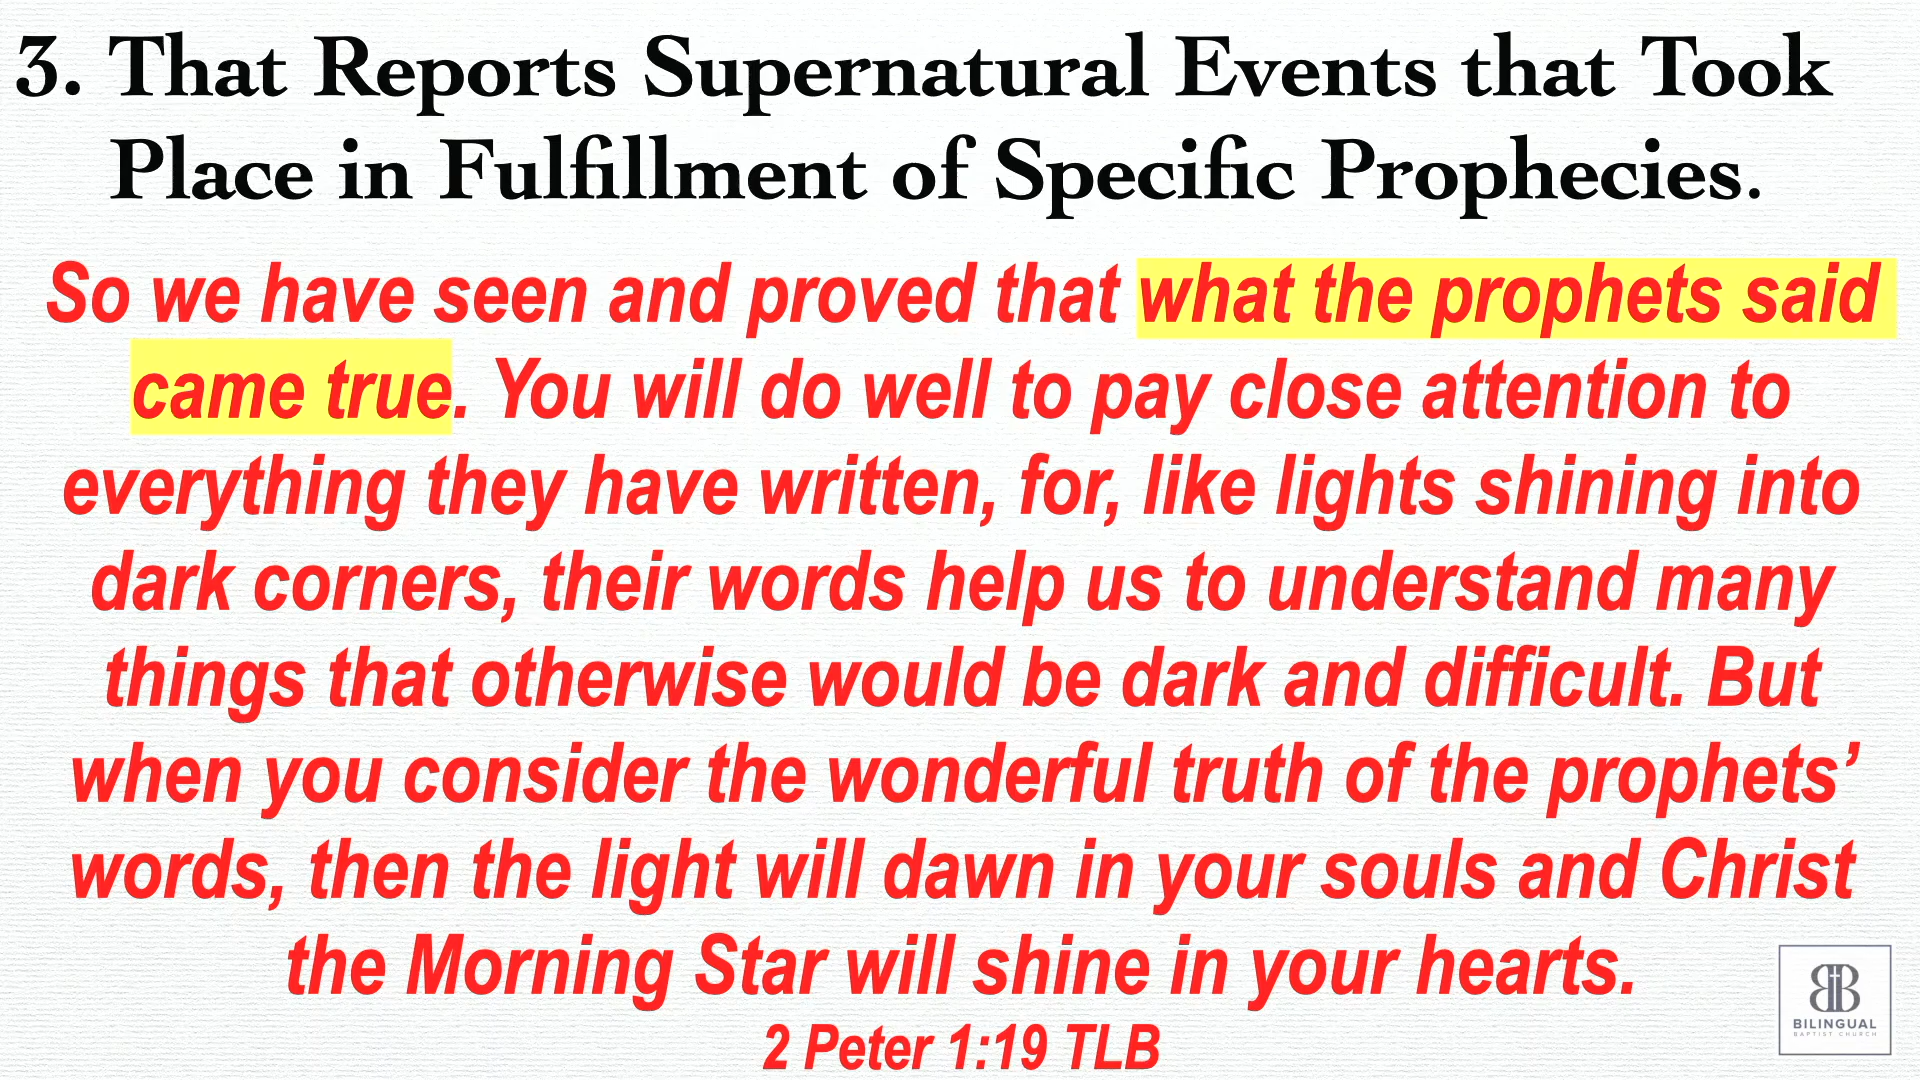 3. That Reports Supernatural Events that Took
Place in Fulfillment of Specific Prophecies.
So we have seen and proved that what the prophets said
came true. You will do well to pay close attention to
everything they have written, for, like lights shining into
dark corners, their words help us to understand many
things that otherwise would be dark and difficult. But
when you consider the wonderful truth of the prophets’
words, then the light will dawn in your souls and Christ
the Morning Star will shine in your hearts.
2 Peter 1:19 TLB
BB
BILINGUAL
BAPTIST CHURCH